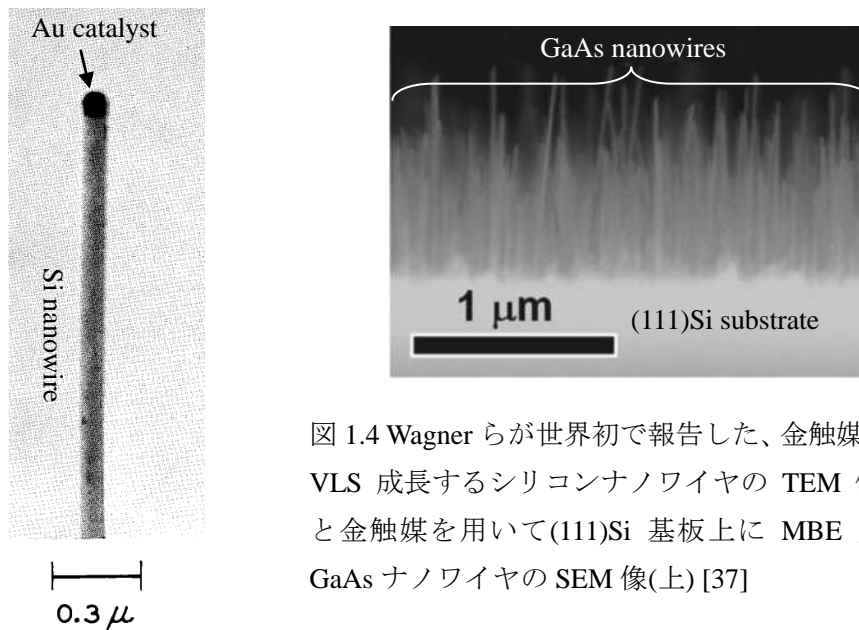 Au catalyst
Si nanowire
0.3 μ
GaAs nanowires
1 μm
(111)Si substrate
図 1.4 Wagner らが世界初で報告した、金触媒
VLS 成長するシリコンナノワイヤの TEM
と金触媒を用いて(111)Si 基板上に MBE
GaAs ナノワイヤの SEM 像(上) [37]